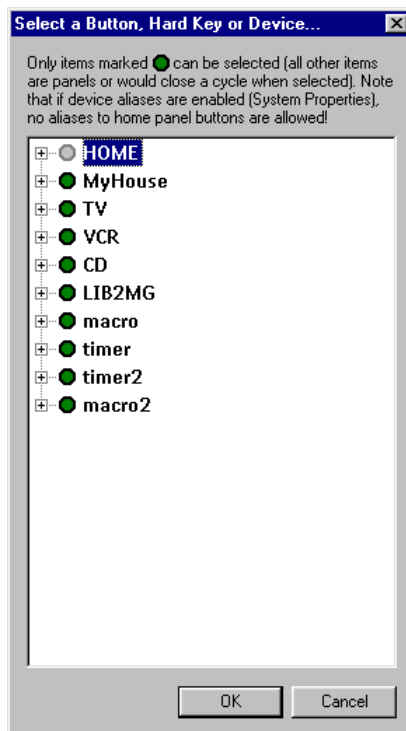 Select a Button, Hard Key or Device...
Only items marked can be selected (all other items
are panels or would close a cycle when selected). Note
that if device aliases are enabled (System Properties),
no aliases to home panel buttons are allowed!
HOME
MyHouse
TV
VCR
CD
LIB2MG
macro
timer
timer2
macro2
OK
Cancel